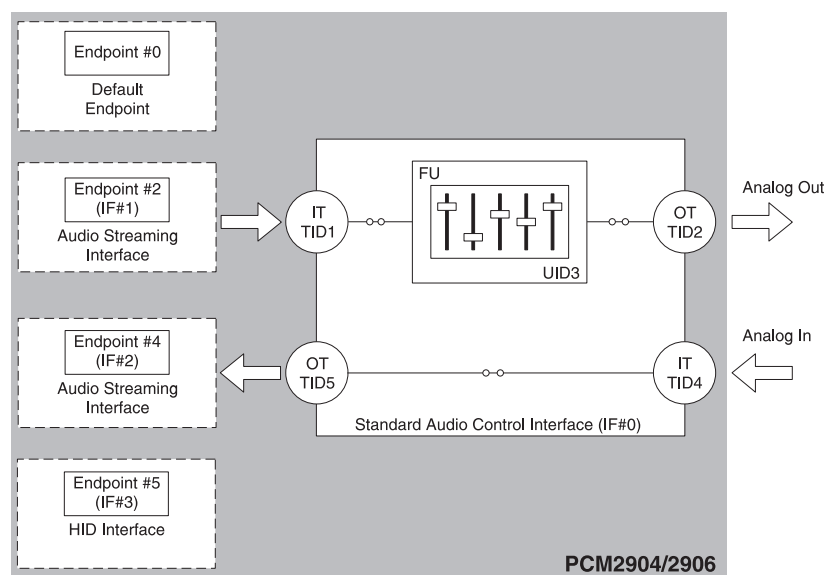 Endpoint #0
Default
Endpoint
Endpoint #2
(IF#1)
Audio Streaming
Interface
IT
TID1
FU
UID3
OT
TID2
Analog Out
Endpoint #4
(IF#2)
Audio Streaming
Interface
OT
TID5
IT
TID4
Analog In
Standard Audio Control Interface (IF#0)
Endpoint #5
(IF#3)
HID Interface
PCM2904/2906